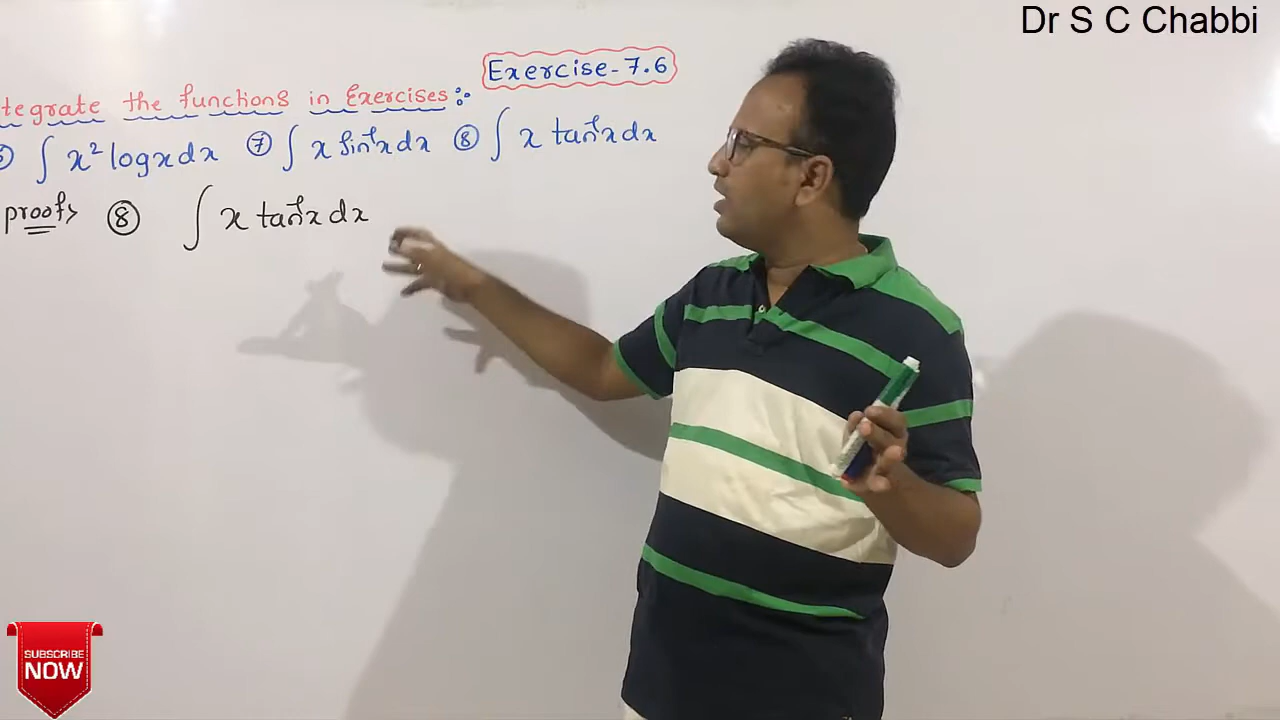 Dr S C Chabbi
Exercise-7.6
tegrate the functions in Exercises:
∫ x² logx dx ⑦ ∫ x sin⁻¹x dx ⑧ ∫ x tan⁻¹x dx
proof> ⑧ ∫ x tan⁻¹x dx
SUBSCRIBE
NOW